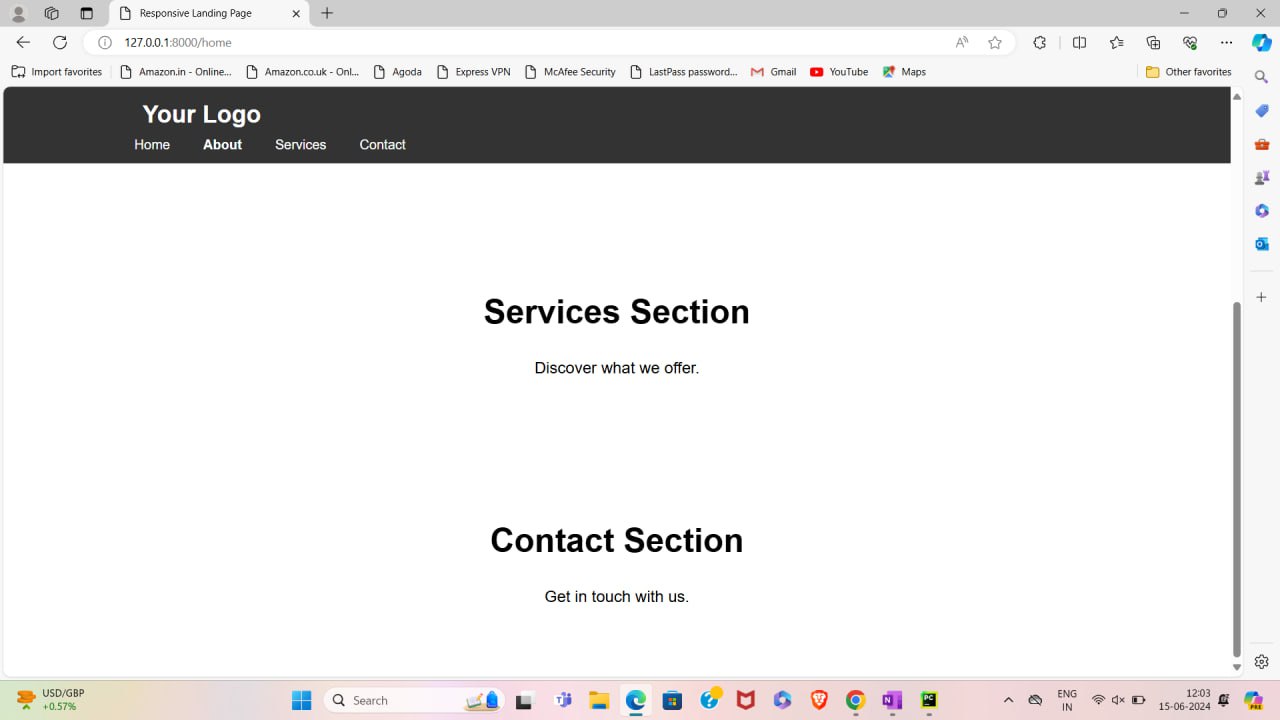 Responsive Landing Page
127.0.0.1:8000/home
Import favorites
Amazon.in: Online...
Amazon.co.uk - Onl...
Agoda
Express VPN
McAfee Security
LastPass password...
Gmail
YouTube
Maps
Other favorites
Your Logo
Home
About
Services
Contact
Services Section
Discover what we offer.
Contact Section
Get in touch with us.
USD/GBP
+0.57%
Search
ENG
IN
12:03
15-06-2024